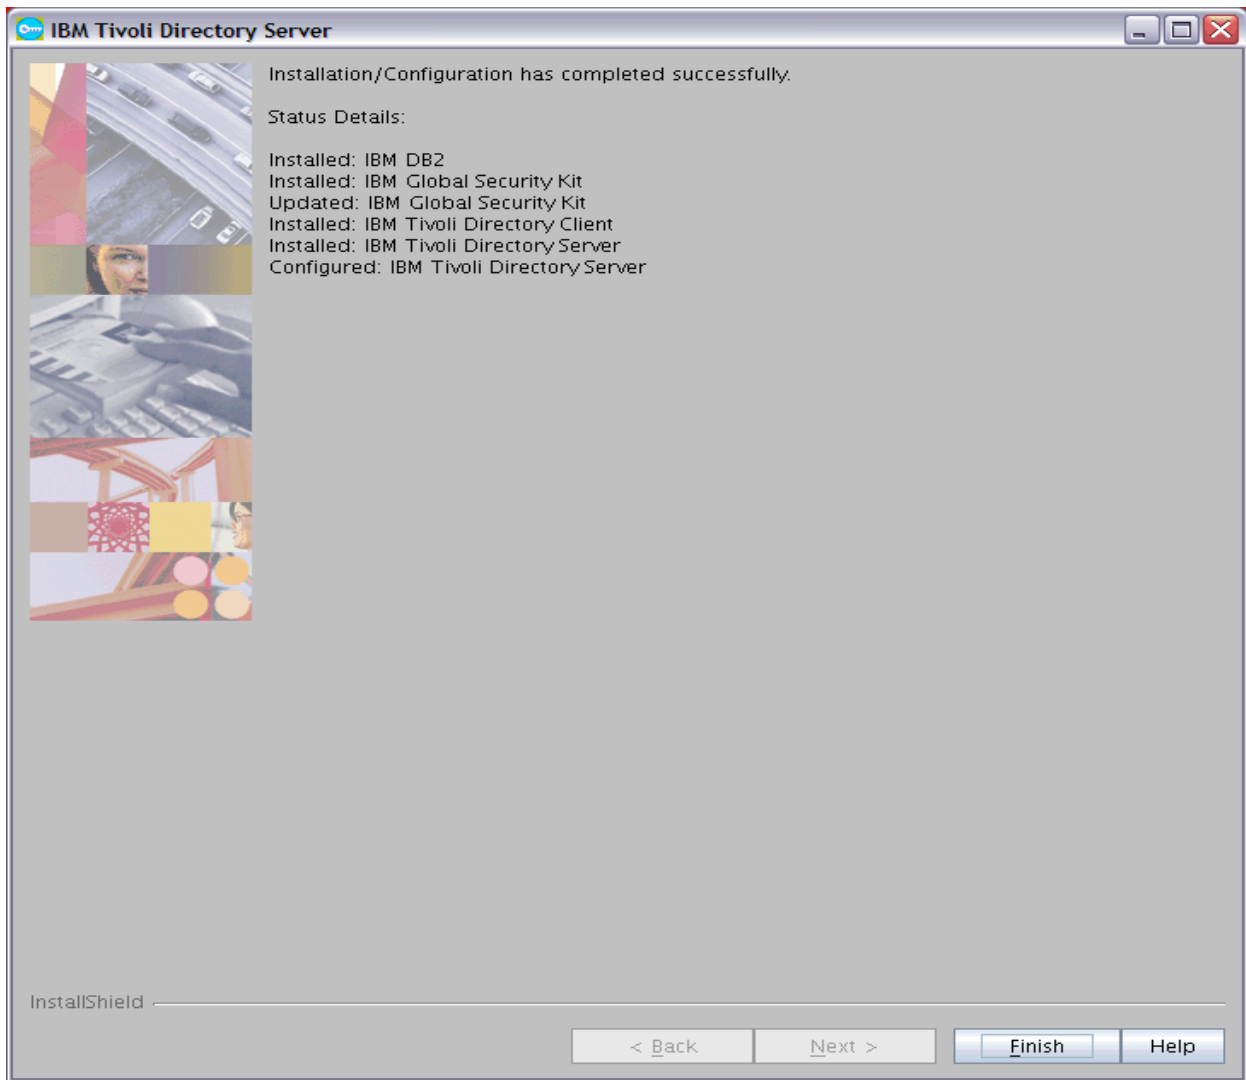 IBM Tivoli Directory Server
Installation/Configuration has completed successfully.
Status Details:
Installed: IBM DB2
Installed: IBM Global Security Kit
Updated: IBM Global Security Kit
Installed: IBM Tivoli Directory Client
Installed: IBM Tivoli Directory Server
Configured: IBM Tivoli Directory Server
InstallShield
< Back Next > Finish Help